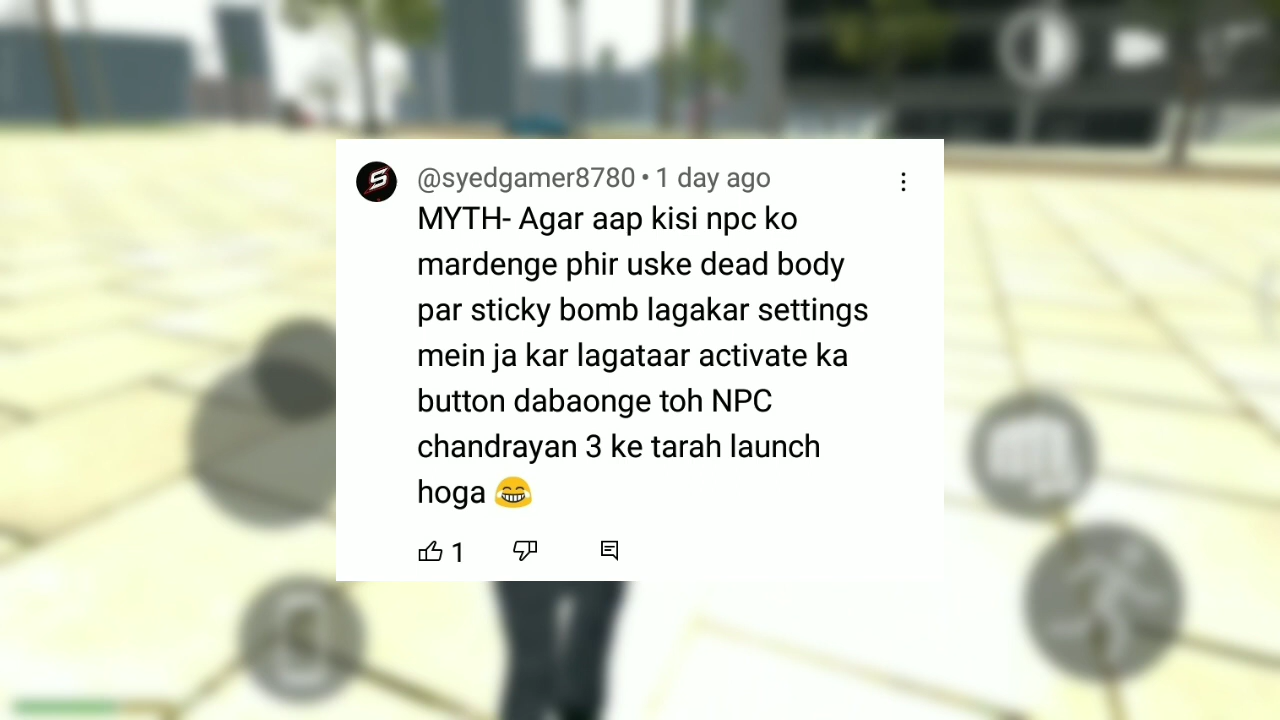 @syedgamer8780 • 1 day ago
MYTH- Agar aap kisi npc ko
mardenge phir uske dead body
par sticky bomb lagakar settings
mein ja kar lagataar activate ka
button dabaonge toh NPC
chandrayan 3 ke tarah launch
hoga 😂
1